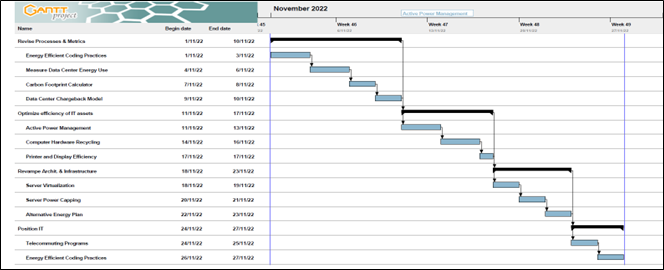 GANTT
project
November 2022
Active Power Management
Name Begin date End date
45 Week 46 Week 47 Week 48 Week 49
Revise Processes & Metrics 1/11/22 10/11/22
Energy Efficient Coding Practices 1/11/22 3/11/22
Measure Data Center Energy Use 4/11/22 6/11/22
Carbon Footprint Calculator 7/11/22 8/11/22
Data Center Chargeback Model 9/11/22 10/11/22
Optimize efficiency of IT assets 11/11/22 17/11/22
Active Power Management 11/11/22 13/11/22
Computer Hardware Recycling 14/11/22 16/11/22
Printer and Display Efficiency 17/11/22 17/11/22
Revampe Archit. & Infrastructure 18/11/22 23/11/22
Server Virtualization 18/11/22 19/11/22
Server Power Capping 20/11/22 21/11/22
Alternative Energy Plan 22/11/22 23/11/22
Position IT 24/11/22 27/11/22
Telecommuting Programs 24/11/22 25/11/22
Energy Efficient Coding Practices 26/11/22 27/11/22